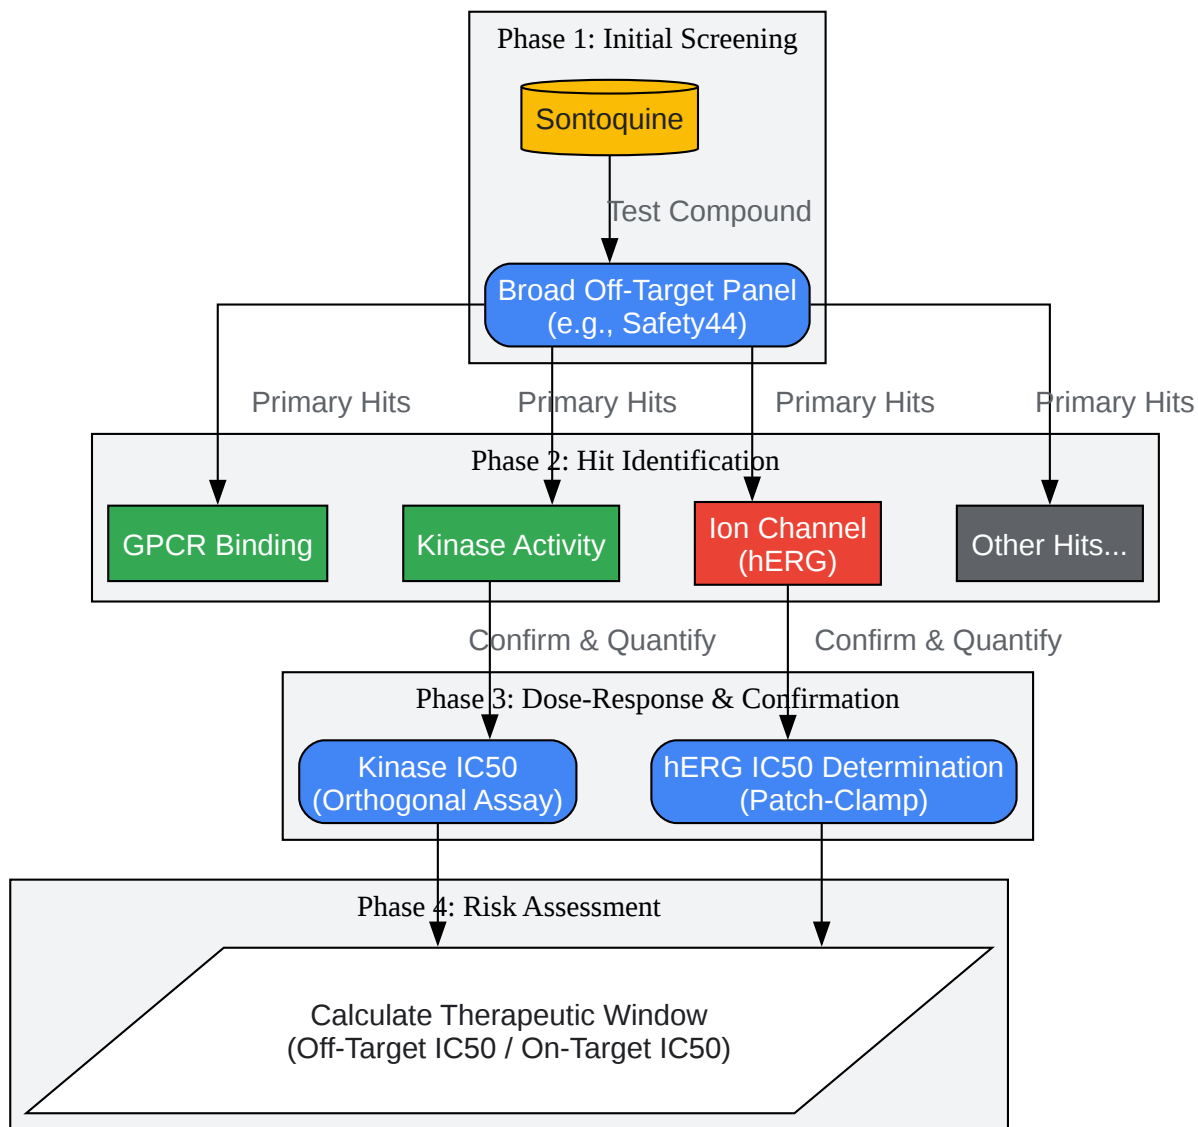 Phase 1: Initial Screening
Sontoquine
Test Compound
Broad Off-Target Panel
(e.g., Safety44)
Primary Hits
Primary Hits
Primary Hits
Primary Hits
Phase 2: Hit Identification
GPCR Binding
Kinase Activity
Ion Channel
(hERG)
Other Hits...
Confirm & Quantify
Confirm & Quantify
Phase 3: Dose-Response & Confirmation
Kinase IC50
(Orthogonal Assay)
hERG IC50 Determination
(Patch-Clamp)
Phase 4: Risk Assessment
Calculate Therapeutic Window
(Off-Target IC50 / On-Target IC50)